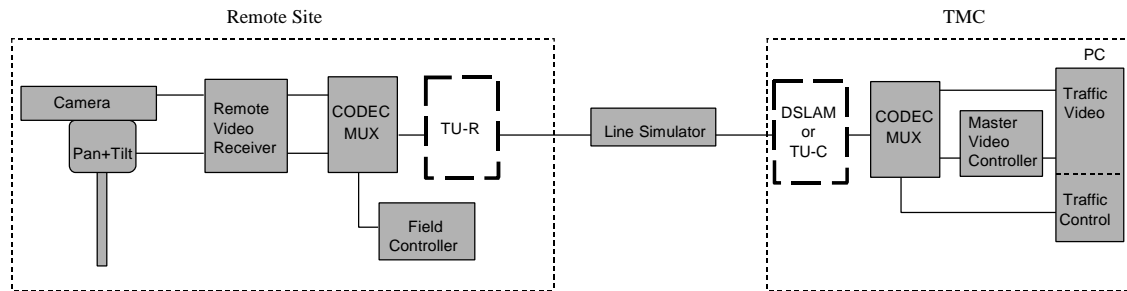 Remote Site
TMC
PC
Camera
Pan+Tilt
Remote
Video
Receiver
CODEC
MUX
TU-R
Field
Controller
Line Simulator
DSLAM
or
TU-C
CODEC
MUX
Master
Video
Controller
Traffic
Video
Traffic
Control